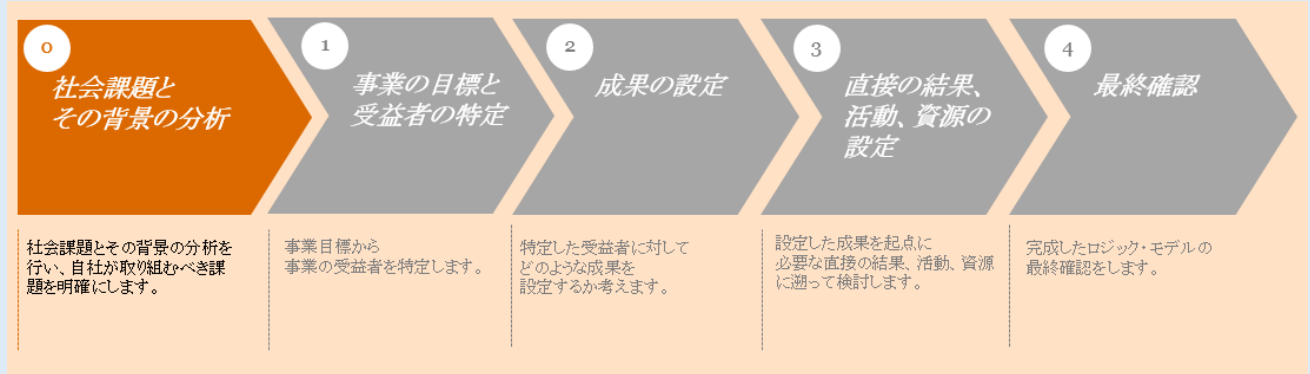 0
社会課題と
その背景の分析
社会課題とその背景の分析を
行い、自社が取り組むべき課
題を明確にします。
1
事業の目標と
受益者の特定
事業目標から
事業の受益者を特定します。
2
成果の設定
特定した受益者に対して
どのような成果を
設定するか考えます。
3
直接の結果、
活動、資源の
設定
設定した成果を起点に
必要な直接の結果、活動、資源
に遡って検討します。
4
最終確認
完成したロジック・モデルの
最終確認をします。